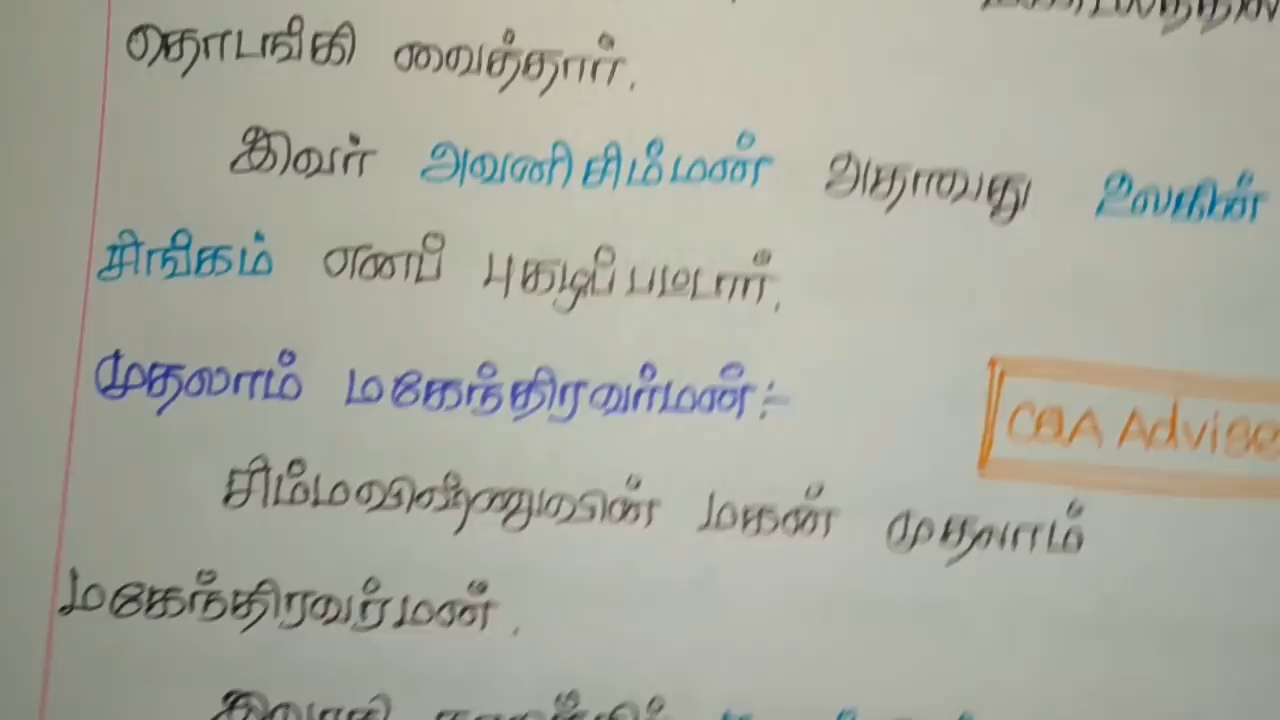 தொடங்கி வைத்தார்.
இவர் அவனிசிம்மன் அதாவது உலகின்
சிங்கம் எனப் புகழப்பட்டார்.
முதலாம் மகேந்திரவர்மன்:-
CBA Advise
சிம்மவிஷ்ணுவின் மகன் முதலாம்
மகேந்திரவர்மன்.